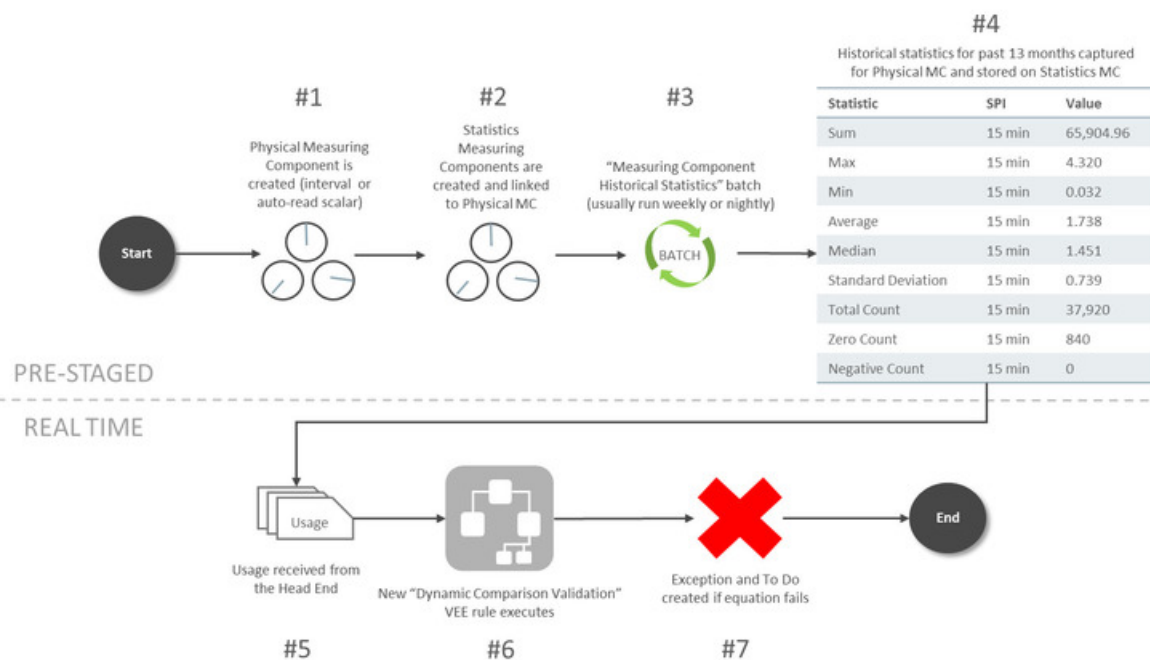 #1
Physical Measuring
Component is
created (interval or
auto-read scalar)
#2
Statistics
Measuring
Components are
created and linked
to Physical MC
#3
“Measuring Component
Historical Statistics” batch
(usually run weekly or nightly)
#4
Historical statistics for past 13 months captured
for Physical MC and stored on Statistics MC
Statistic SPI Value
Sum 15 min 65,904.96
Max 15 min 4.320
Min 15 min 0.032
Average 15 min 1.738
Median 15 min 1.451
Standard Deviation 15 min 0.739
Total Count 15 min 37,920
Zero Count 15 min 840
Negative Count 15 min 0
Start
BATCH
PRE-STAGED
REAL TIME
Usage
Usage received from
the Head End
#5
New “Dynamic Comparison Validation”
VEE rule executes
#6
Exception and To Do
created if equation fails
#7
End